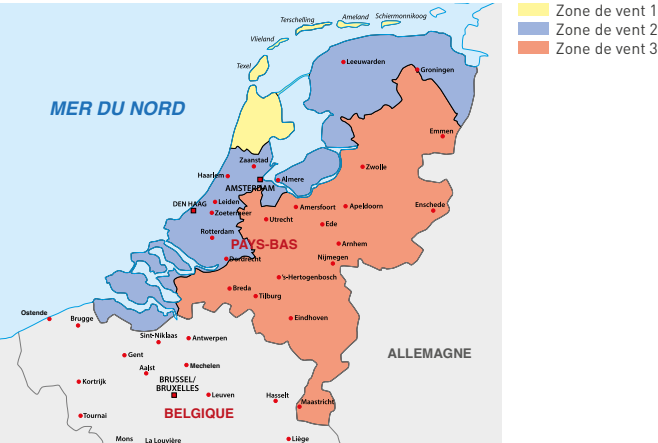 Zone de vent 1
Zone de vent 2
Zone de vent 3
Schiermonnikoog
Ameland
Terschelling
Vlieland
Texel
Leeuwarden
Groningen
MER DU NORD
Emmen
Zaanstad
Zwolle
Haarlem
Almere
AMSTERDAM
DEN HAAG
Leiden
Zoetermeer
Amersfoort
Apeldoorn
Enschede
Utrecht
Ede
Rotterdam
PAYS-BAS
Arnhem
Dordrecht
Nijmegen
's-Hertogenbosch
Breda
Tilburg
Ostende
Brugge
Eindhoven
Sint-Niklaas
Antwerpen
Gent
ALLEMAGNE
Aalst
Mechelen
Kortrijk
BRUSSEL/
BRUXELLES
Leuven
Hasselt
Maastricht
Tournai
BELGIQUE
Mons
La Louvière
Liège